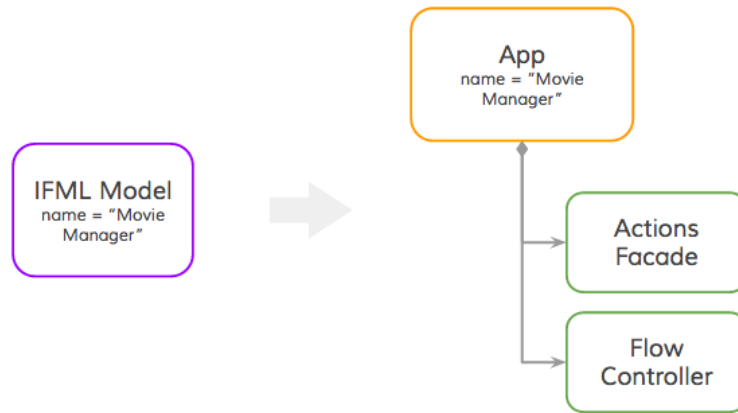 IFML Model
name = “Movie
Manager”
App
name = “Movie
Manager”
Actions
Facade
Flow
Controller